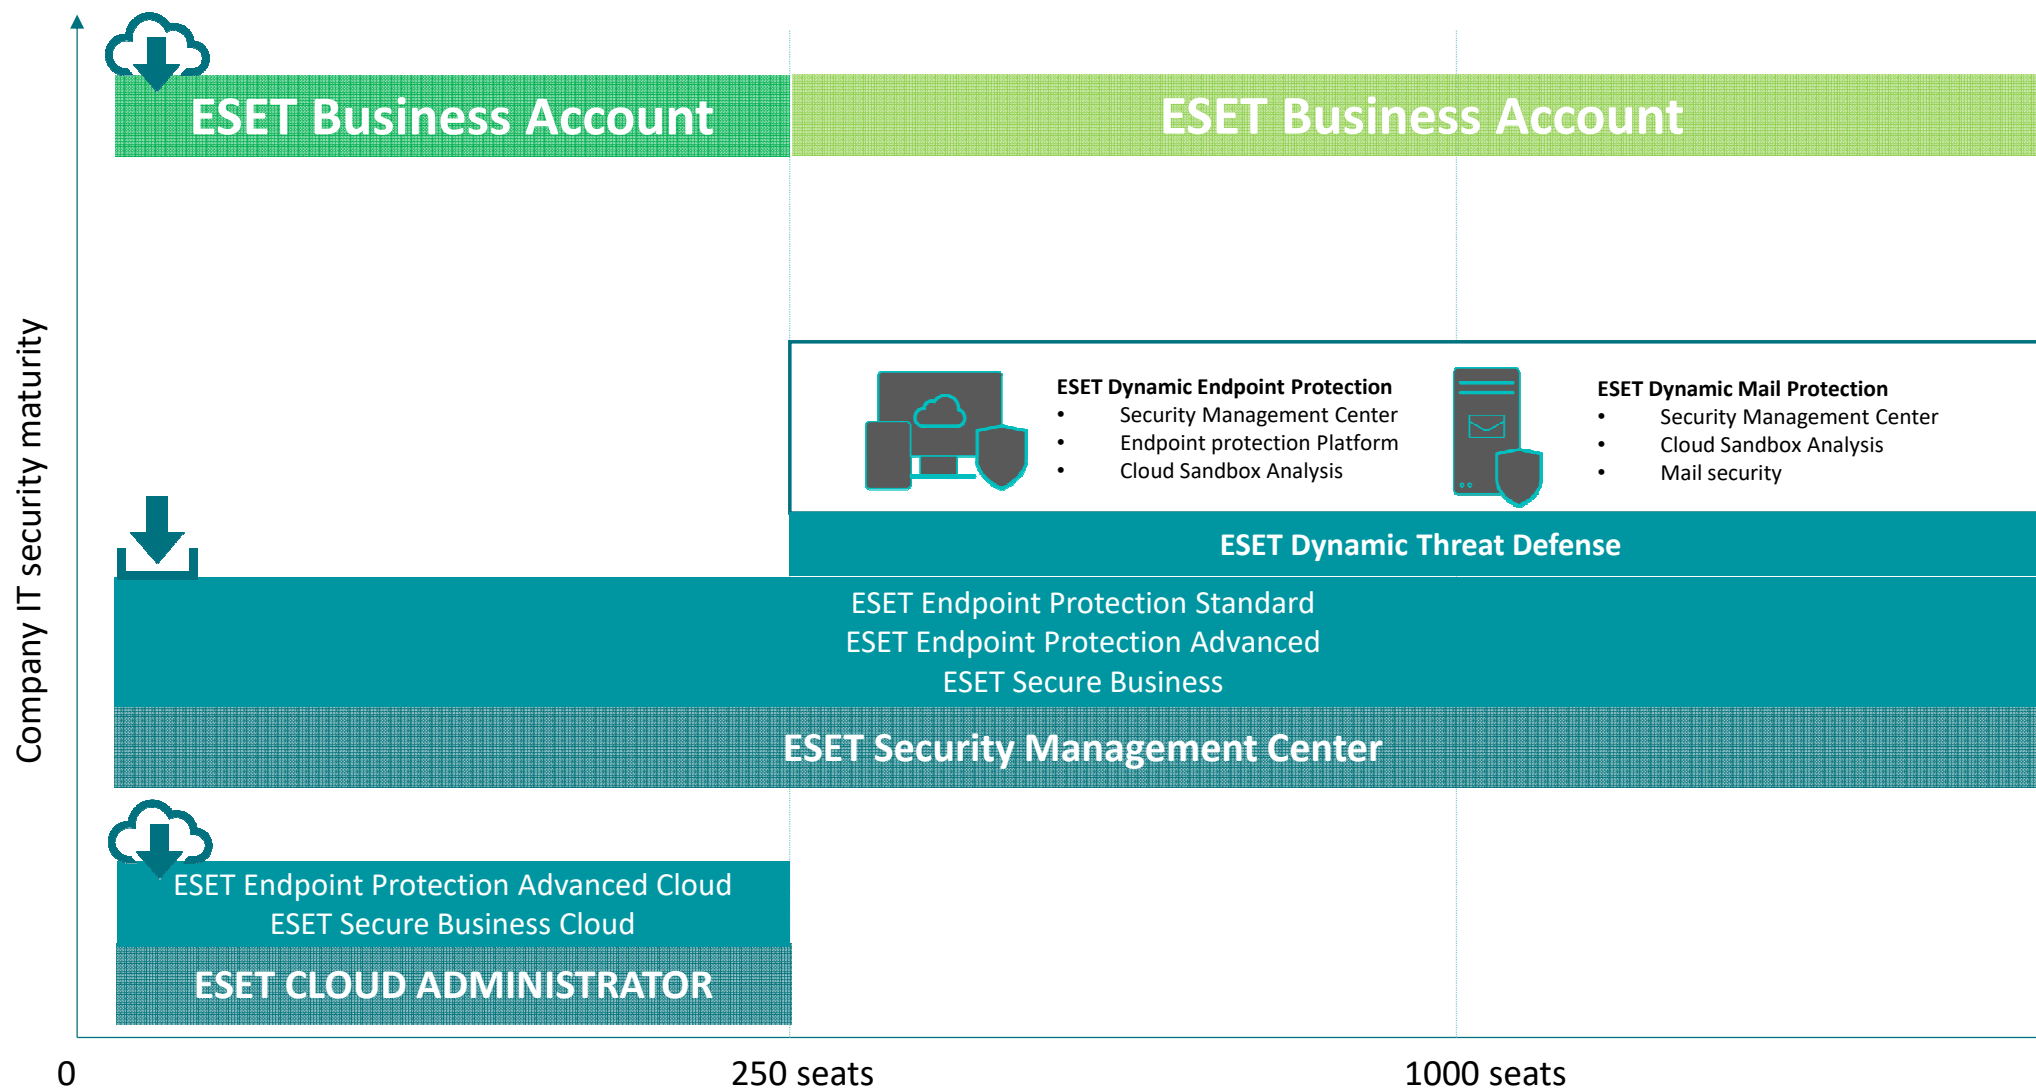 ESET Business Account
ESET Business Account
Company IT security maturity
ESET Dynamic Endpoint Protection
• Security Management Center
• Endpoint protection Platform
• Cloud Sandbox Analysis
ESET Dynamic Mail Protection
• Security Management Center
• Cloud Sandbox Analysis
• Mail security
ESET Dynamic Threat Defense
ESET Endpoint Protection Standard
ESET Endpoint Protection Advanced
ESET Secure Business
ESET Security Management Center
ESET Endpoint Protection Advanced Cloud
ESET Secure Business Cloud
ESET CLOUD ADMINISTRATOR
0
250 seats
1000 seats